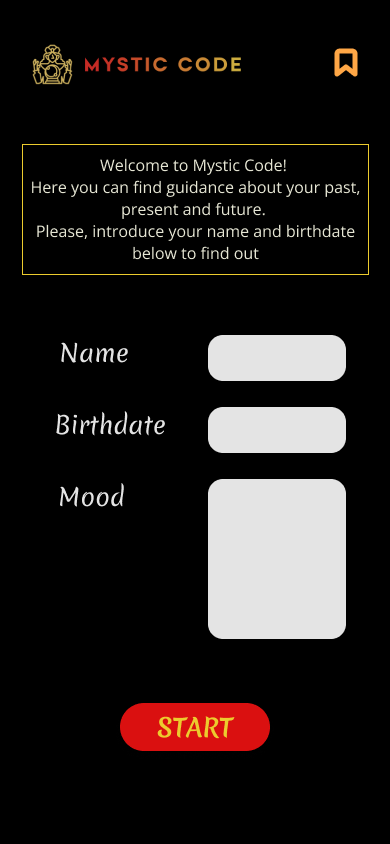 MYSTIC CODE
Welcome to Mystic Code!
Here you can find guidance about your past,
present and future.
Please, introduce your name and birthdate
below to find out
Name
Birthdate
Mood
START